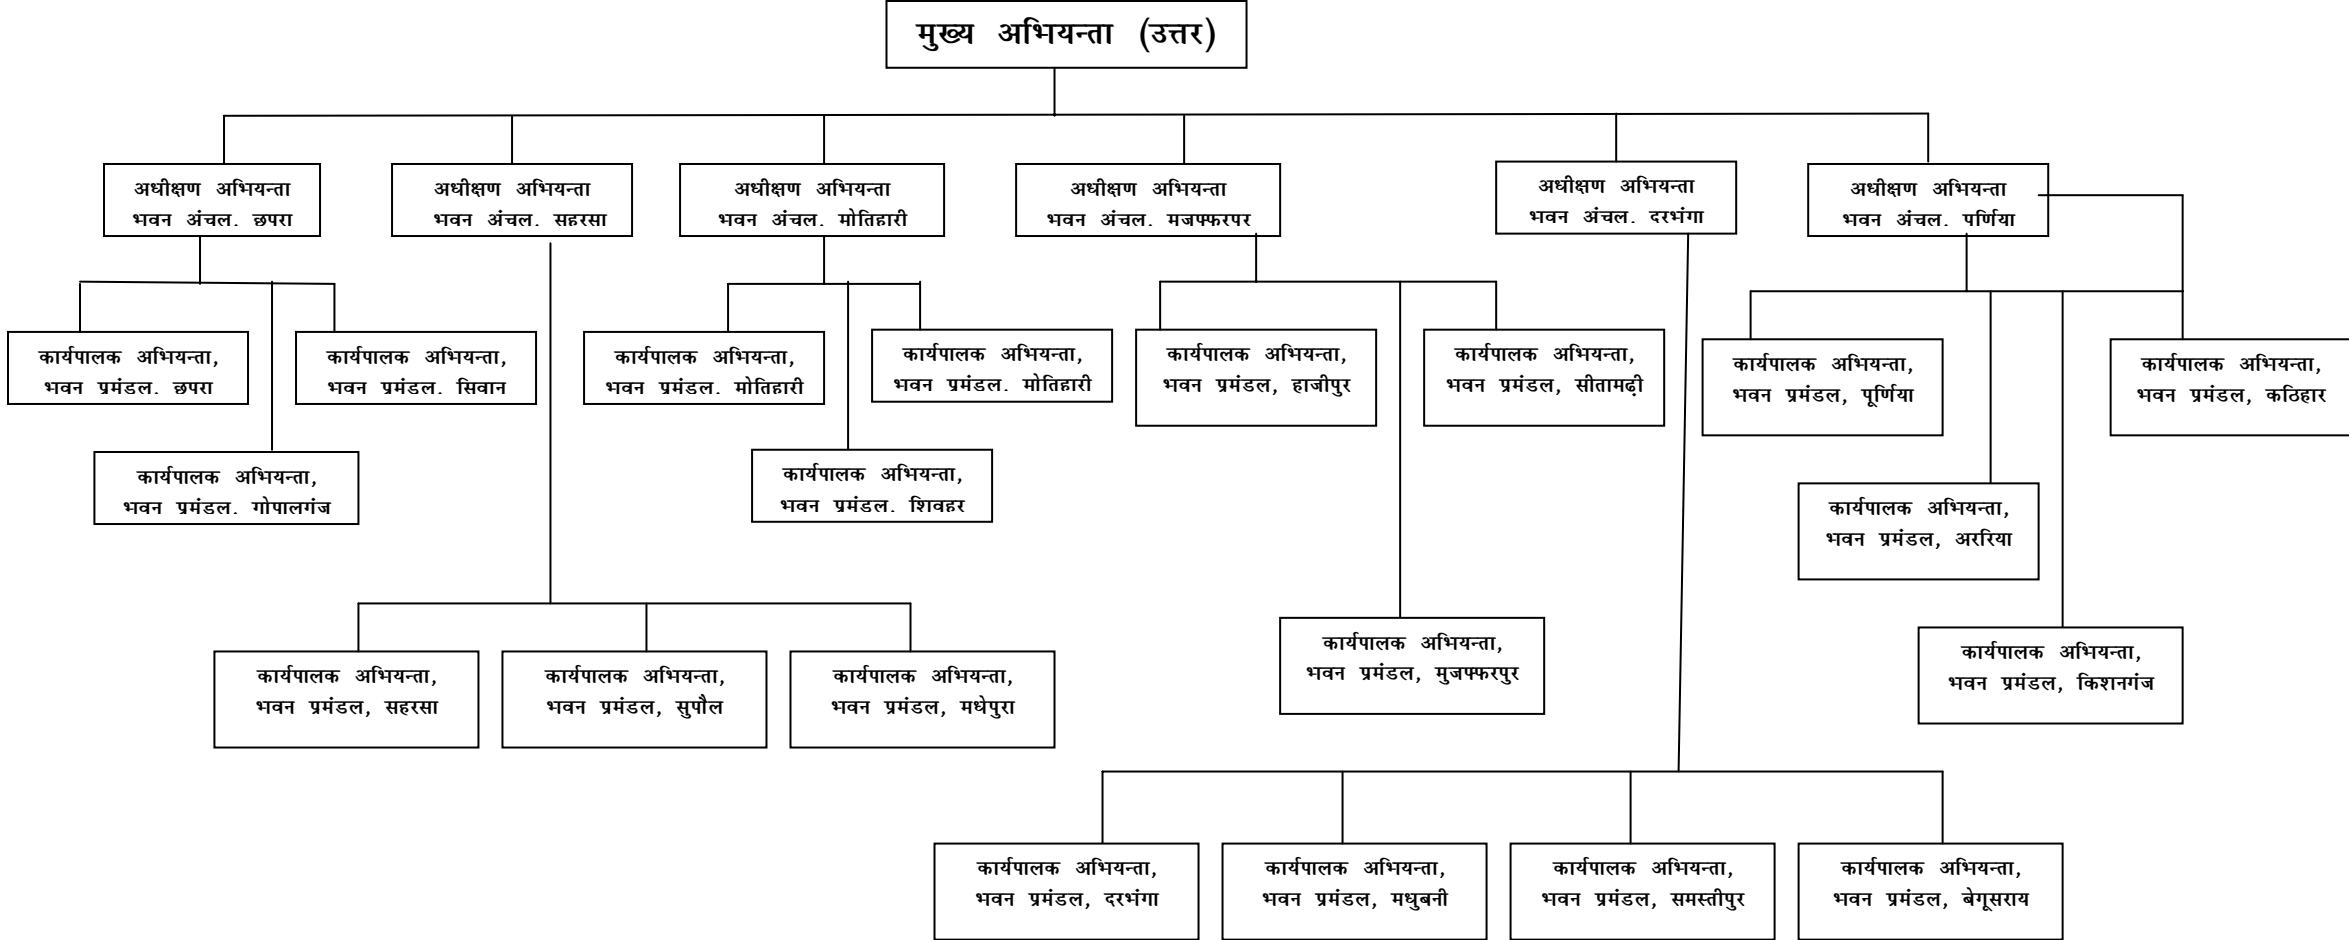 मुख्य अभियन्ता (उत्तर)
अधीक्षण अभियन्ता
भवन अंचल, छपरा
अधीक्षण अभियन्ता
भवन अंचल, सहरसा
अधीक्षण अभियन्ता
भवन अंचल, मोतिहारी
अधीक्षण अभियन्ता
भवन अंचल, मुजफ्फरपुर
अधीक्षण अभियन्ता
भवन अंचल, दरभंगा
अधीक्षण अभियन्ता
भवन अंचल, पूर्णिया
कार्यपालक अभियन्ता,
भवन प्रमंडल, छपरा
कार्यपालक अभियन्ता,
भवन प्रमंडल, सिवान
कार्यपालक अभियन्ता,
भवन प्रमंडल, मोतिहारी
कार्यपालक अभियन्ता,
भवन प्रमंडल, मोतिहारी
कार्यपालक अभियन्ता,
भवन प्रमंडल, हाजीपुर
कार्यपालक अभियन्ता,
भवन प्रमंडल, सीतामढ़ी
कार्यपालक अभियन्ता,
भवन प्रमंडल, पूर्णिया
कार्यपालक अभियन्ता,
भवन प्रमंडल, कठिहार
कार्यपालक अभियन्ता,
भवन प्रमंडल, गोपालगंज
कार्यपालक अभियन्ता,
भवन प्रमंडल, शिवहर
कार्यपालक अभियन्ता,
भवन प्रमंडल, अररिया
कार्यपालक अभियन्ता,
भवन प्रमंडल, सहरसा
कार्यपालक अभियन्ता,
भवन प्रमंडल, सुपौल
कार्यपालक अभियन्ता,
भवन प्रमंडल, मधेपुरा
कार्यपालक अभियन्ता,
भवन प्रमंडल, मुजफ्फरपुर
कार्यपालक अभियन्ता,
भवन प्रमंडल, किशनगंज
कार्यपालक अभियन्ता,
भवन प्रमंडल, दरभंगा
कार्यपालक अभियन्ता,
भवन प्रमंडल, मधुबनी
कार्यपालक अभियन्ता,
भवन प्रमंडल, समस्तीपुर
कार्यपालक अभियन्ता,
भवन प्रमंडल, बेगूसराय